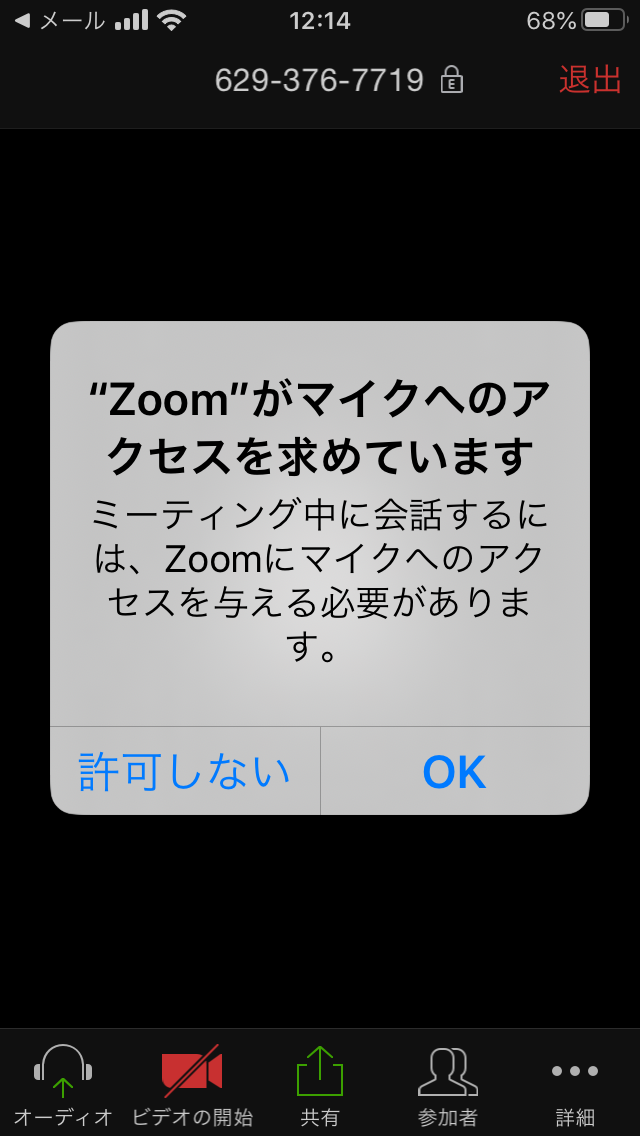 ◀ メール 12:14 68%
629-376-7719 E 退出
“Zoom”がマイクへのア
クセスを求めています
ミーティング中に会話するに
は、Zoomにマイクへのアク
セスを与える必要がありま
す。
許可しない OK
オーディオ ビデオの開始 共有 参加者 詳細